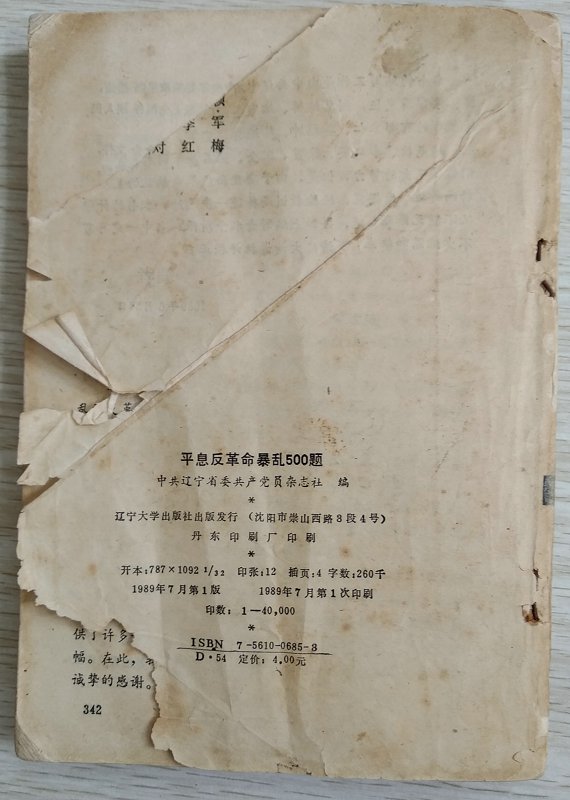 军
李
对 红 梅
平息反革命暴乱500题
中共辽宁省委共产党员杂志社 编
*
辽宁大学出版社出版发行 (沈阳市崇山西路3段4号)
丹东印刷厂印刷
*
开本:787×1092 1/32 印张:12 插页:4 字数:260千
1989年7月第1版 1989年7月第1次印刷
印数: 1—40,000
*
ISBN 7-5610-0685-3
D·54 定价: 4.00元
供了许多
幅。在此,
诚挚的感谢。
342